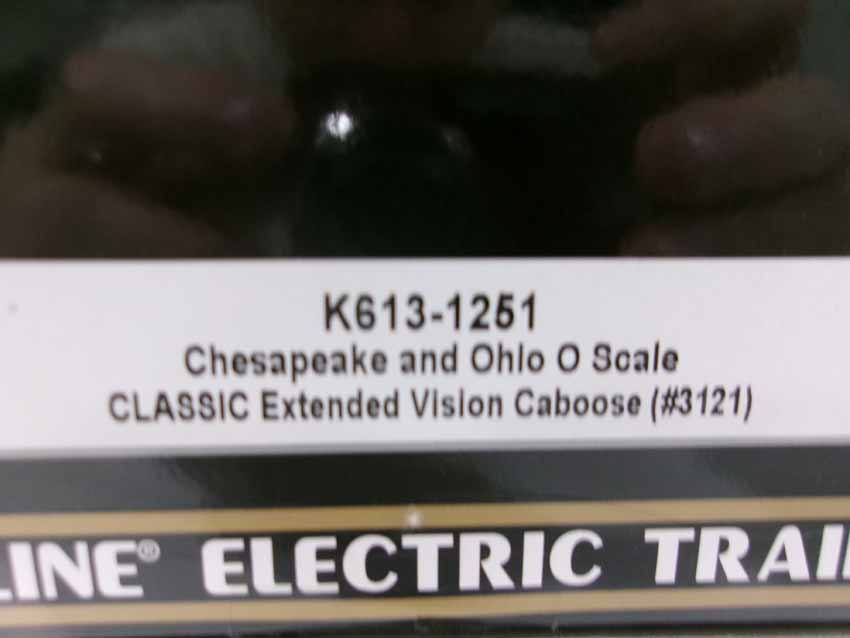 K613-1251
Chesapeake and Ohio O Scale
CLASSIC Extended Vision Caboose (#3121)
LINE® ELECTRIC TRAI